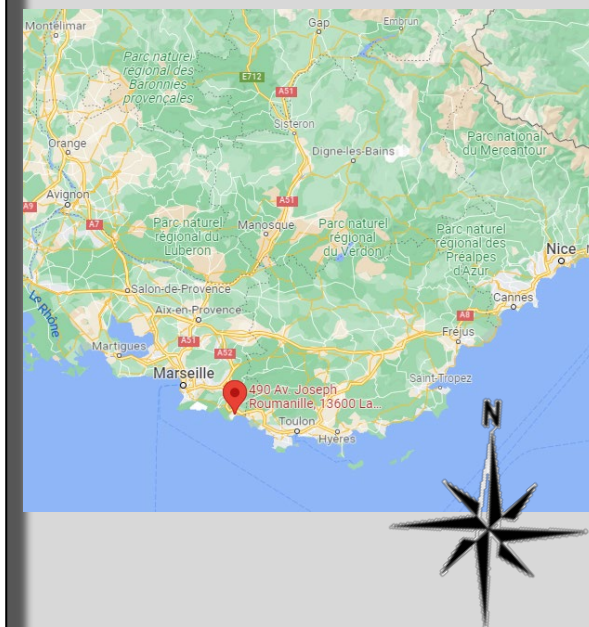 Montélimar
Gap
Embrun
Parc naturel
régional des
Baronnies
provençales
E712
A51
Sisteron
Orange
Digne-les-Bains
Parc national
du Mercantour
Avignon
A9
A7
A51
Parc naturel
régional du
Luberon
Manosque
Parc naturel
régional
du Verdon
Parc naturel
régional des
Préalpes
d'Azur
Nice
Salon-de-Provence
Cannes
Le Rhône
Aix-en-Provence
A8
Fréjus
Martigues
A51
A52
Marseille
Saint-Tropez
490 Av. Joseph
Roumanille, 13600 La...
Toulon
Hyères
N